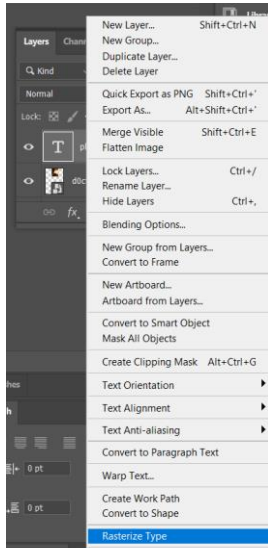 Layers Chann
Kind
Normal
Lock:
T
d0c
fx
0 pt
0 pt
New Layer... Shift+Ctrl+N
New Group...
Duplicate Layer...
Delete Layer
Quick Export as PNG Shift+Ctrl+'
Export As... Alt+Shift+Ctrl+'
Merge Visible Shift+Ctrl+E
Flatten Image
Lock Layers... Ctrl+/
Rename Layer...
Hide Layers Ctrl+,
Blending Options...
New Group from Layers...
Convert to Frame
New Artboard...
Artboard from Layers...
Convert to Smart Object
Mask All Objects
Create Clipping Mask Alt+Ctrl+G
Text Orientation
Text Alignment
Text Anti-aliasing
Convert to Paragraph Text
Warp Text...
Create Work Path
Convert to Shape
Rasterize Type